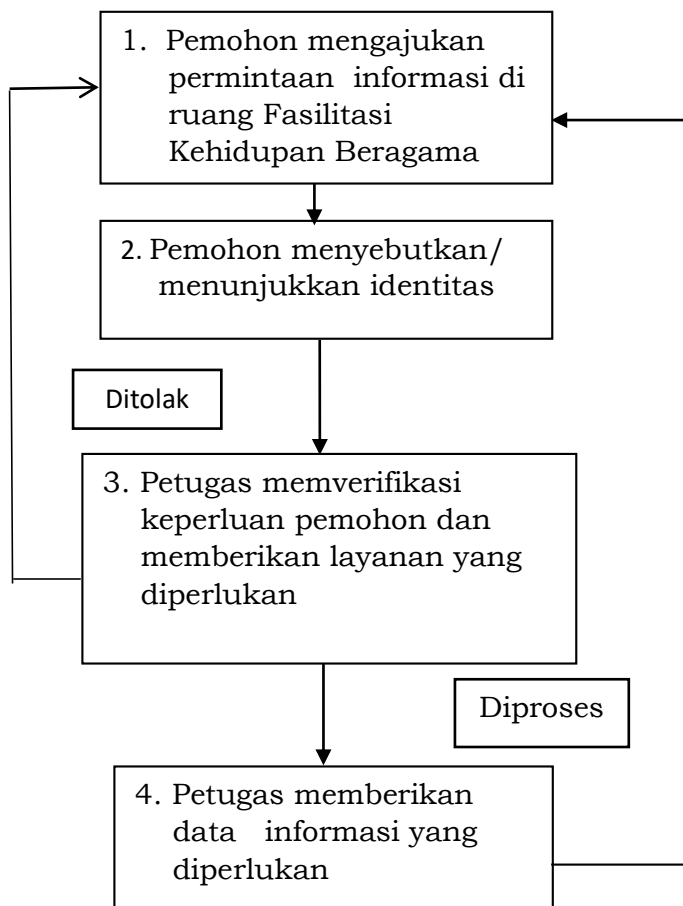 1. Pemohon mengajukan
permintaan informasi di
ruang Fasilitasi
Kehidupan Beragama
2. Pemohon menyebutkan/
menunjukkan identitas
Ditolak
3. Petugas memverifikasi
keperluan pemohon dan
memberikan layanan yang
diperlukan
Diproses
4. Petugas memberikan
data informasi yang
diperlukan